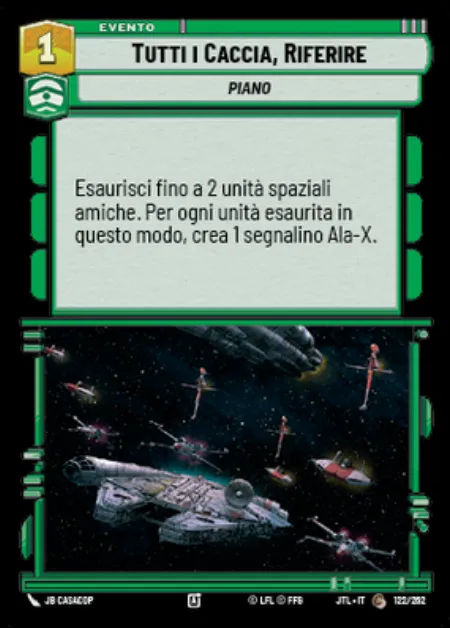 EVENTO
1
TUTTI I CACCIA, RIFERIRE
PIANO
Esaurisci fino a 2 unità spaziali
amiche. Per ogni unità esaurita in
questo modo, crea 1 segnalino Ala-X.
JB CASACOP
A
© LFL © FFG
JTL • IT
122/262